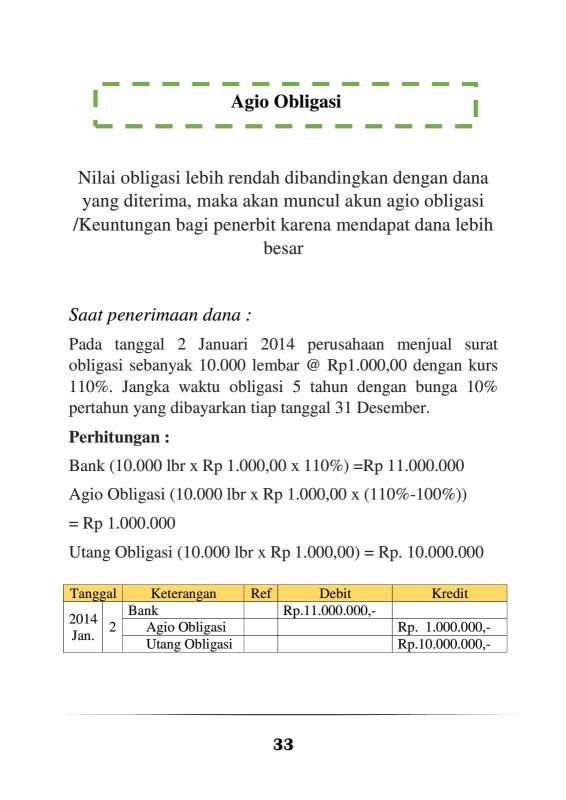 Agio Obligasi
Nilai obligasi lebih rendah dibandingkan dengan dana
yang diterima, maka akan muncul akun agio obligasi
/Keuntungan bagi penerbit karena mendapat dana lebih
besar
Saat penerimaan dana :
Pada tanggal 2 Januari 2014 perusahaan menjual surat
obligasi sebanyak 10.000 lembar @ Rp1.000,00 dengan kurs
110%. Jangka waktu obligasi 5 tahun dengan bunga 10%
pertahun yang dibayarkan tiap tanggal 31 Desember.
Perhitungan :
Bank (10.000 lbr x Rp 1.000,00 x 110%) =Rp 11.000.000
Agio Obligasi (10.000 lbr x Rp 1.000,00 x (110%-100%))
= Rp 1.000.000
Utang Obligasi (10.000 lbr x Rp 1.000,00) = Rp. 10.000.000
Tanggal Keterangan Ref Debit Kredit
2014 Jan. 2 Bank Rp.11.000.000,-
Agio Obligasi Rp. 1.000.000,-
Utang Obligasi Rp.10.000.000,-
33